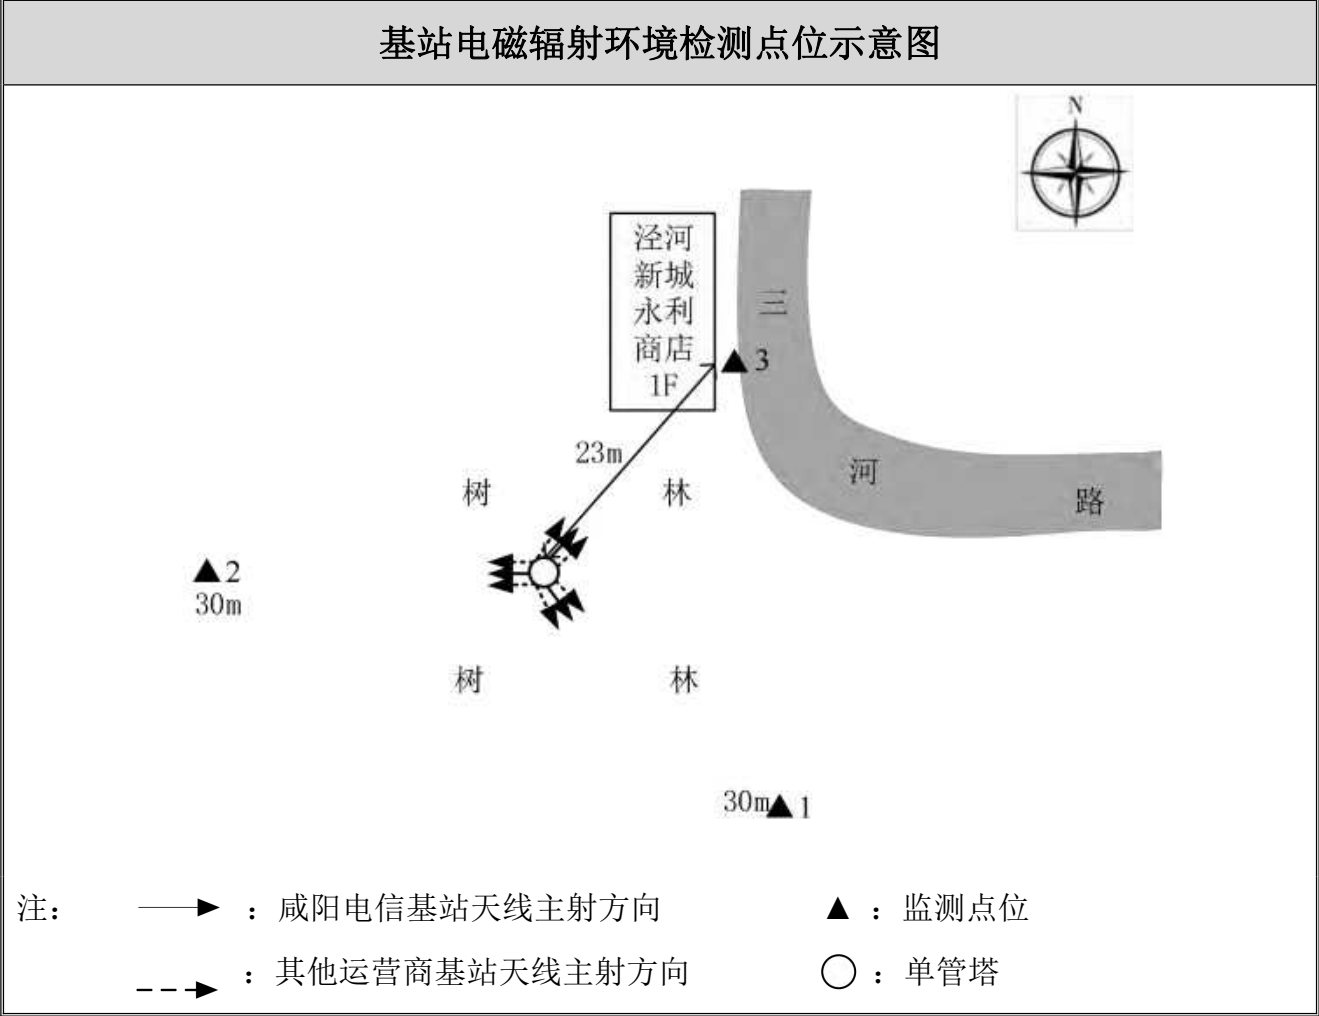 基站电磁辐射环境检测点位示意图
N
泾河
新城
永利
商店
1F
三
3
23m
河
树
林
路
2
30m
树
林
30m
1
注：
：咸阳电信基站天线主射方向
：监测点位
：其他运营商基站天线主射方向
：单管塔